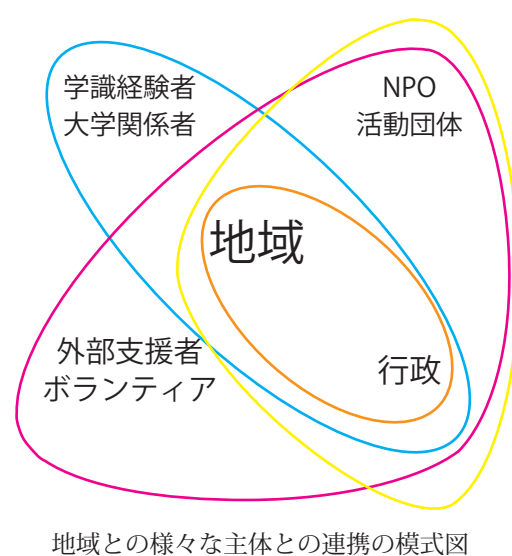 学識経験者
大学関係者
NPO
活動団体
地域
外部支援者
ボランティア
行政
地域との様々な主体との連携の模式図